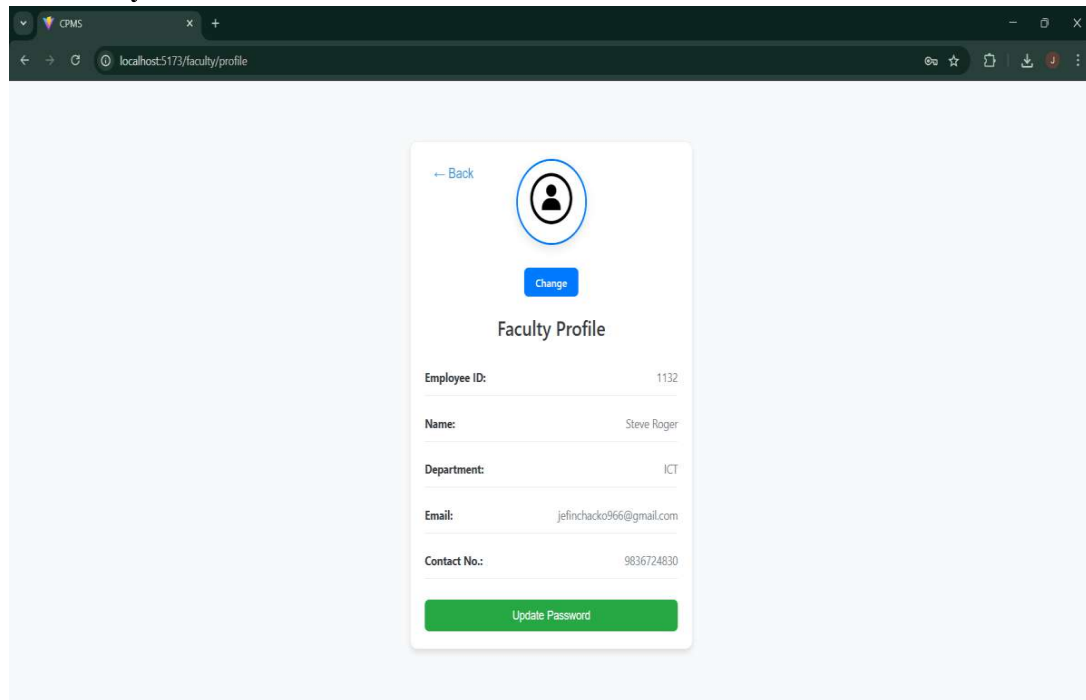 CPMS
localhost:5173/faculty/profile
J
← Back
Change
Faculty Profile
Employee ID: 1132
Name: Steve Roger
Department: ICT
Email: jefinchacko966@gmail.com
Contact No.: 9836724830
Update Password